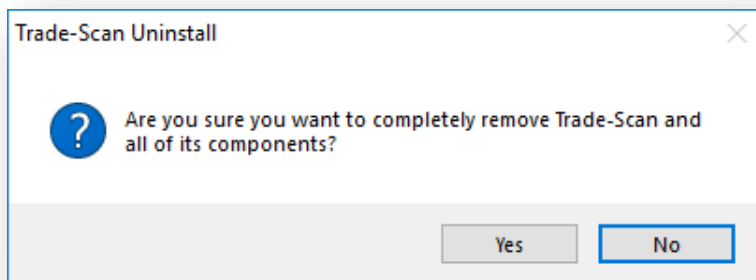 Trade-Scan Uninstall
Are you sure you want to completely remove Trade-Scan and
all of its components?
Yes
No